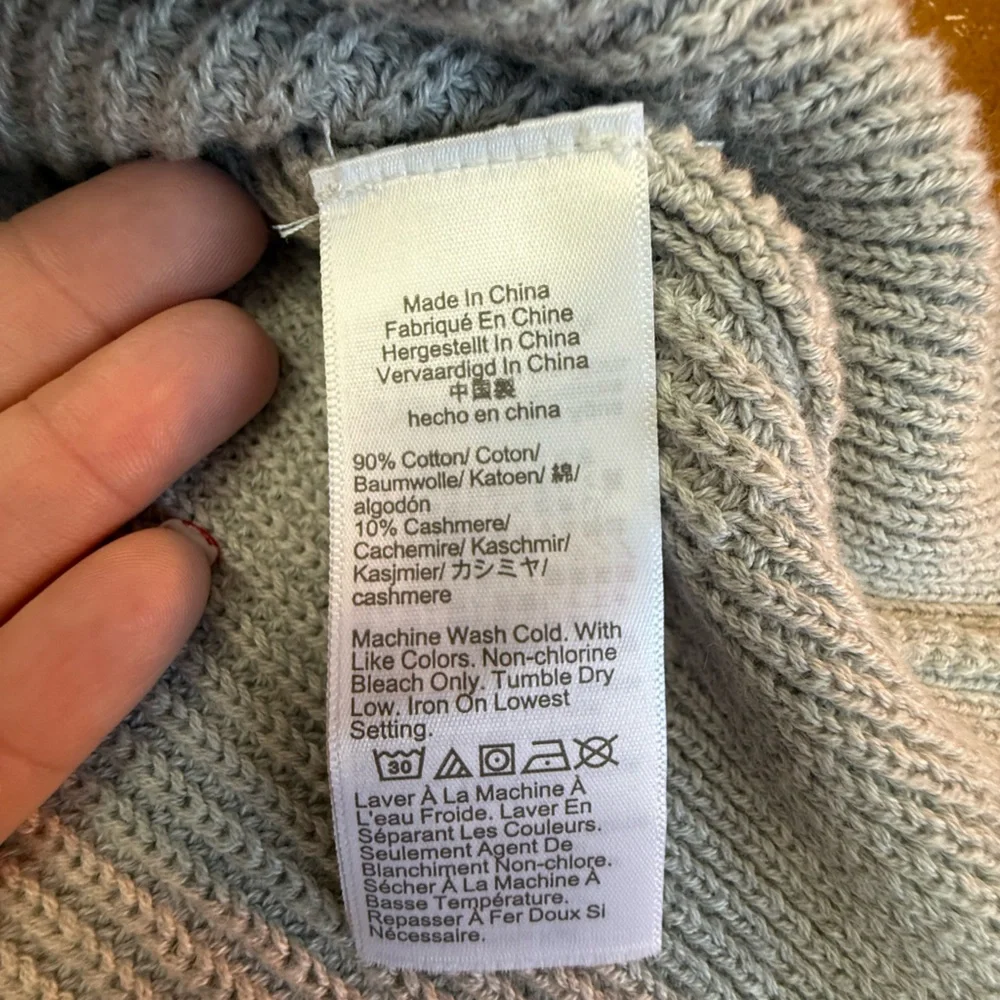 Made In China
Fabriqué En Chine
Hergestellt In China
Vervaardigd In China
中国製
hecho en china
90% Cotton/ Coton/
Baumwolle/ Katoen/ 綿/
algodón
10% Cashmere/
Cachemire/ Kaschmir/
Kasjmier/ カシミヤ/
cashmere
Machine Wash Cold. With
Like Colors. Non-chlorine
Bleach Only. Tumble Dry
Low. Iron On Lowest
Setting.
30
Laver À La Machine À
L'eau Froide. Laver En
Séparant Les Couleurs.
Seulement Agent De
Blanchiment Non-chlore.
Sécher À La Machine À
Basse Température.
Repasser À Fer Doux Si
Nécessaire.